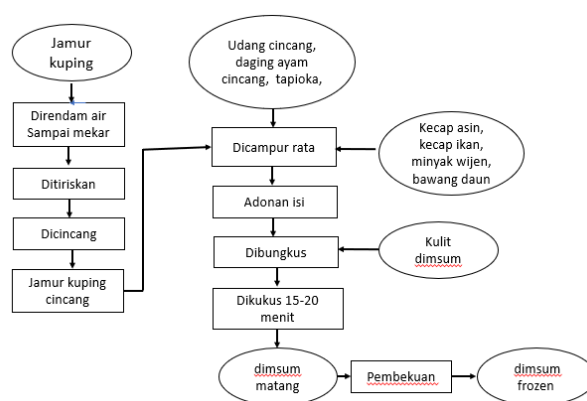 Jamur
kuping
Direndam air
Sampai mekar
Ditiriskan
Dicincang
Jamur kuping
cincang
Udang cincang,
daging ayam
cincang, tapioka,
Dicampur rata
Kecap asin,
kecap ikan,
minyak wijen,
bawang daun
Adonan isi
Dibungkus
Kulit
dimsum
Dikukus 15-20
menit
dimsum
matang
Pembekuan
dimsum
frozen